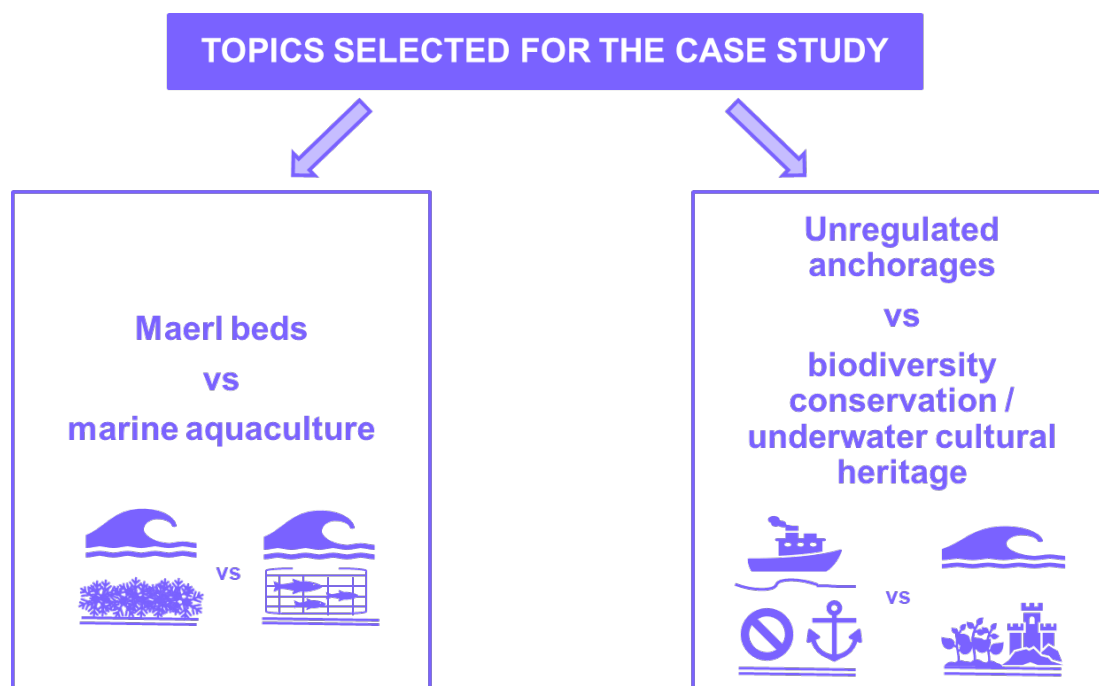 TOPICS SELECTED FOR THE CASE STUDY
Maerl beds
vs
marine aquaculture
vs
Unregulated
anchorages
vs
biodiversity
conservation /
underwater cultural
heritage
vs